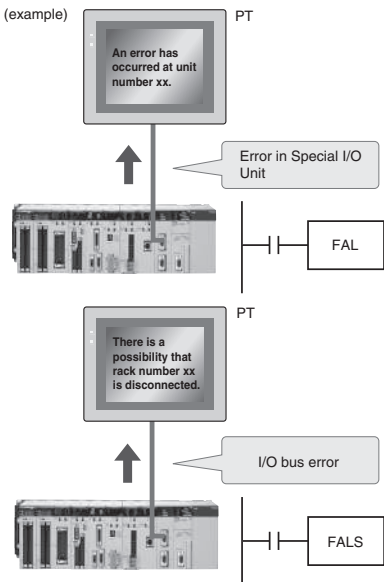 (example)
PT
An error has
occurred at unit
number xx.
Error in Special I/O
Unit
FAL
PT
There is a
possibility that
rack number xx
is disconnected.
I/O bus error
FALS